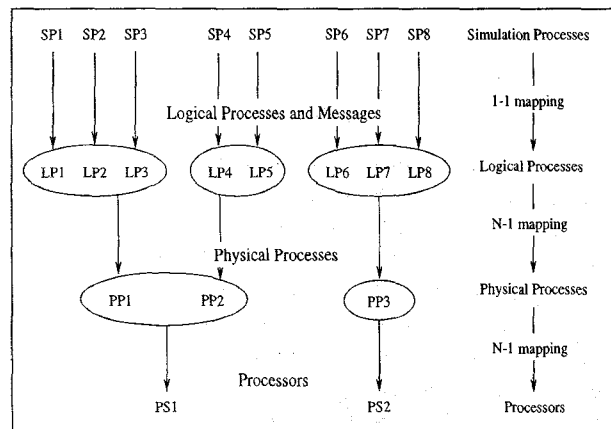 SP1 SP2 SP3 SP4 SP5 SP6 SP7 SP8 Simulation Processes
1-1 mapping
Logical Processes and Messages
LP1 LP2 LP3 LP4 LP5 LP6 LP7 LP8 Logical Processes
N-1 mapping
Physical Processes
PP1 PP2 PP3 Physical Processes
N-1 mapping
Processors
PS1 PS2 Processors